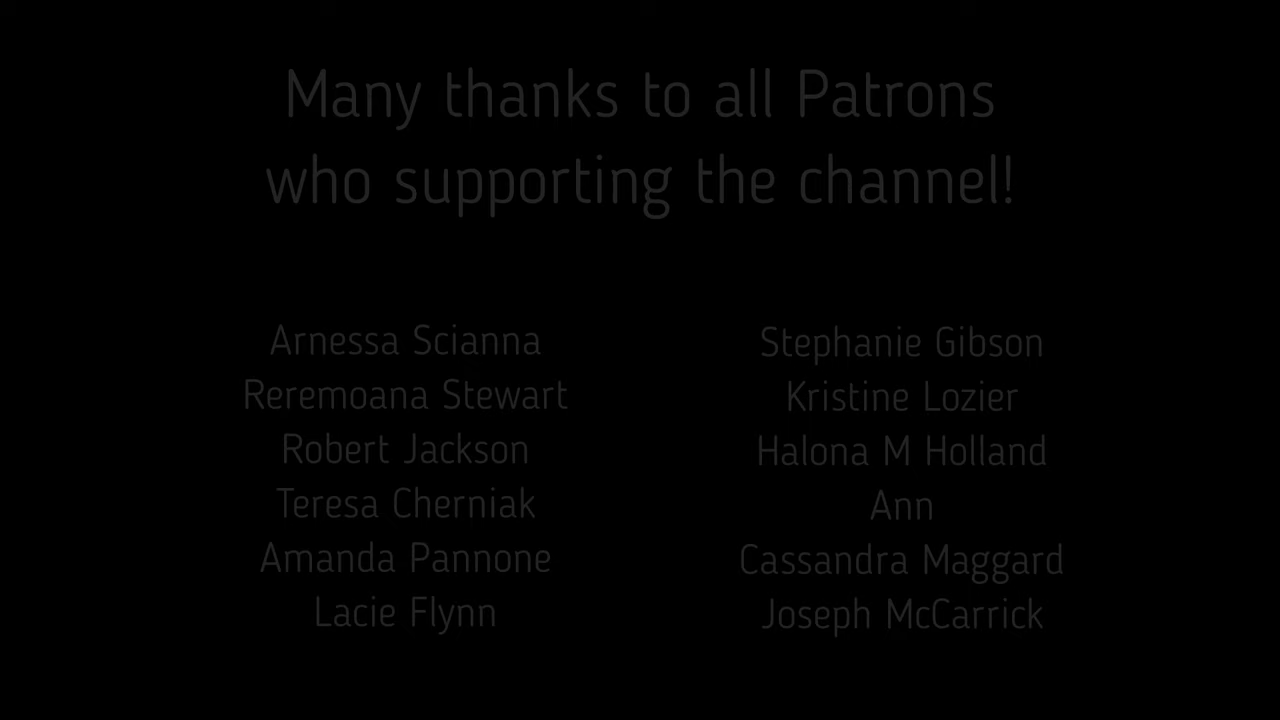 Many thanks to all Patrons
who supporting the channel!
Arnessa Scianna
Reremoana Stewart
Robert Jackson
Teresa Cherniak
Amanda Pannone
Lacie Flynn
Stephanie Gibson
Kristine Lozier
Halona M Holland
Ann
Cassandra Maggard
Joseph McCarrick